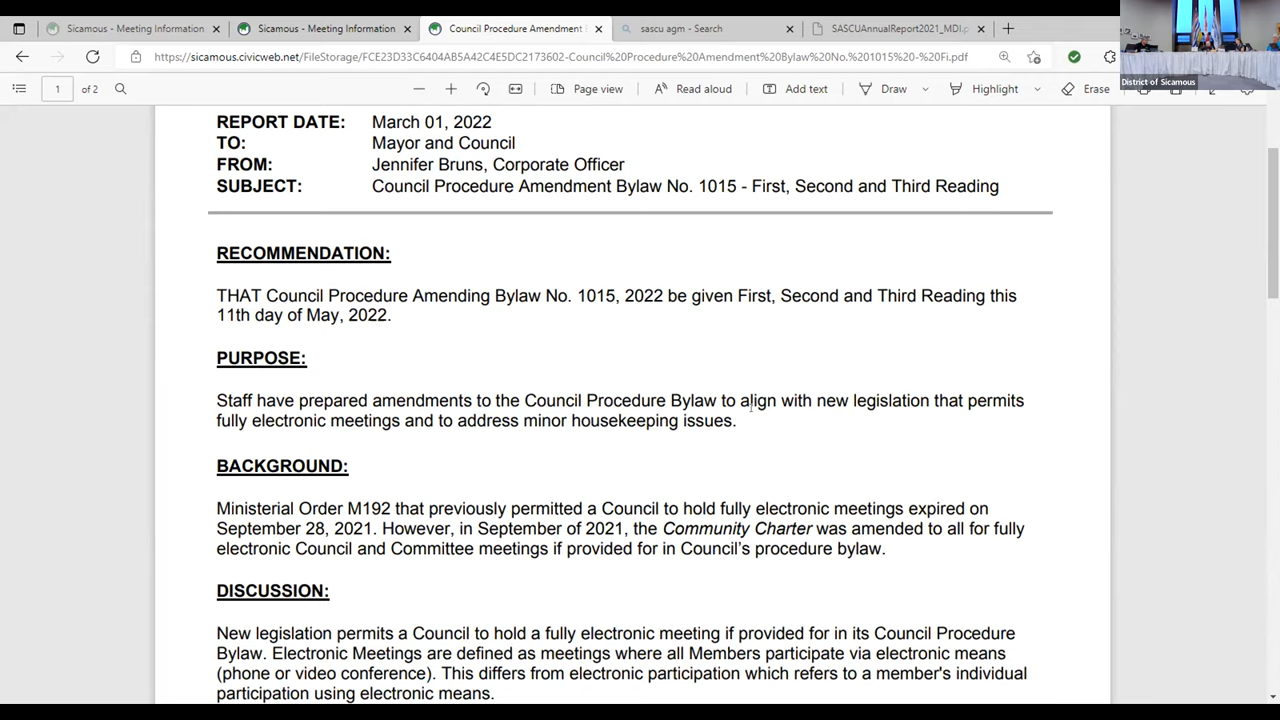 Sicamous - Meeting Information
Sicamous - Meeting Information
Council Procedure Amendment
sascu agm - Search
SASCUAnnualReport2021_MDI.p
https://sicamous.civicweb.net/FileStorage/FCE23D33C6404AB5A42C4E5DC2173602-Council%20Procedure%20Amendment%20Bylaw%20No.%201015%20-%20Fi.pdf
District of Sicamous
1 of 2
Page view
Read aloud
Add text
Draw
Highlight
Erase
REPORT DATE: March 01, 2022
TO: Mayor and Council
FROM: Jennifer Bruns, Corporate Officer
SUBJECT: Council Procedure Amendment Bylaw No. 1015 - First, Second and Third Reading
RECOMMENDATION:
THAT Council Procedure Amending Bylaw No. 1015, 2022 be given First, Second and Third Reading this
11th day of May, 2022.
PURPOSE:
Staff have prepared amendments to the Council Procedure Bylaw to align with new legislation that permits
fully electronic meetings and to address minor housekeeping issues.
BACKGROUND:
Ministerial Order M192 that previously permitted a Council to hold fully electronic meetings expired on
September 28, 2021. However, in September of 2021, the Community Charter was amended to all for fully
electronic Council and Committee meetings if provided for in Council's procedure bylaw.
DISCUSSION:
New legislation permits a Council to hold a fully electronic meeting if provided for in its Council Procedure
Bylaw. Electronic Meetings are defined as meetings where all Members participate via electronic means
(phone or video conference). This differs from electronic participation which refers to a member's individual
participation using electronic means.